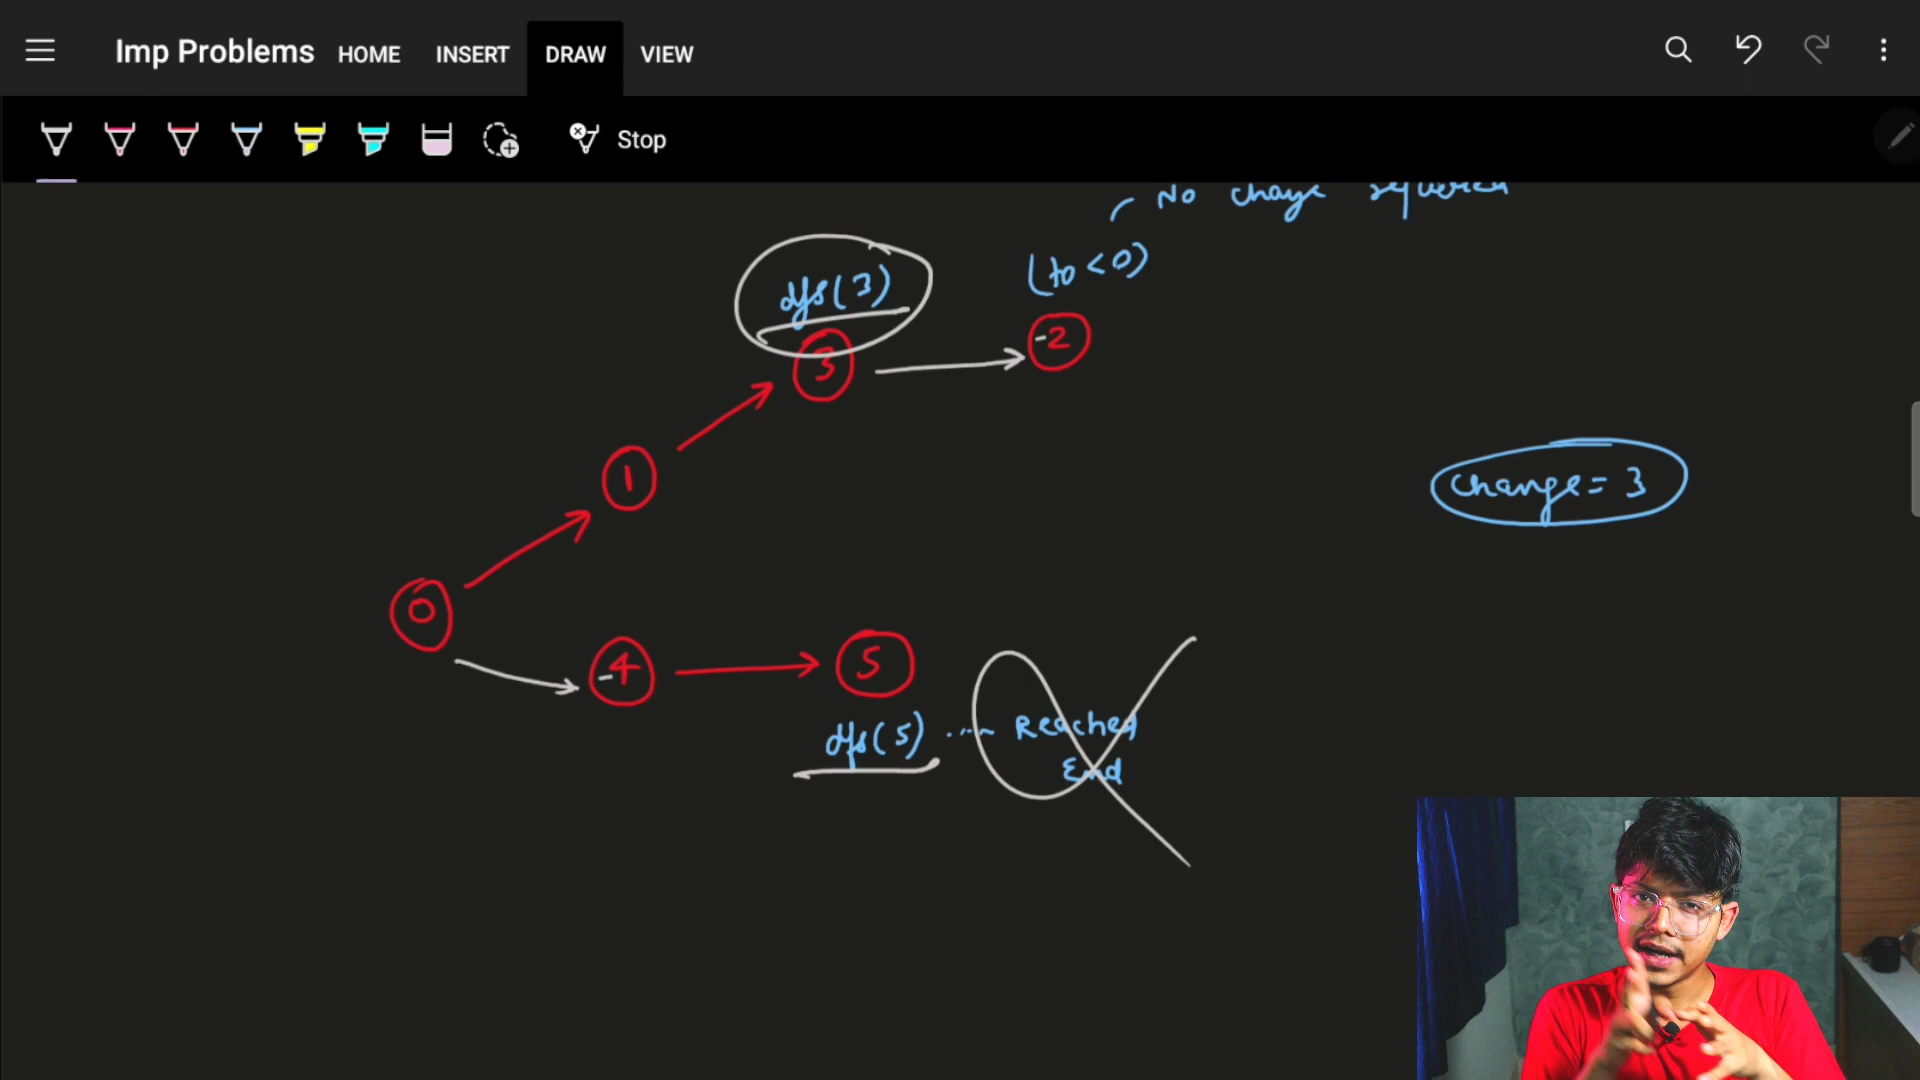 Imp Problems HOME INSERT DRAW VIEW
Stop
No change required
dfs(3)
(to < 0)
3
-2
1
change = 3
0
-4
5
dfs(5) ... Reached
End